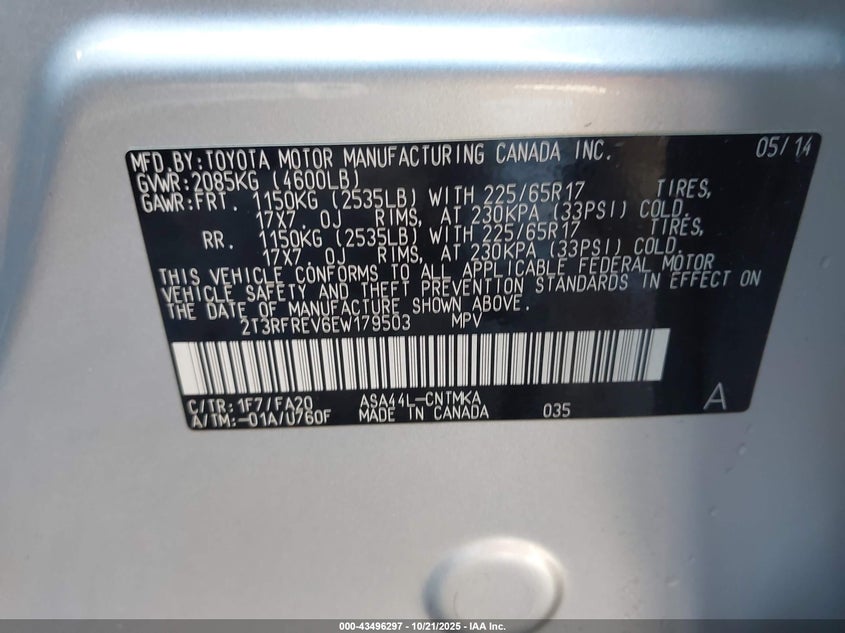 MFD.BY:TOYOTA MOTOR MANUFACTURING CANADA INC. 05/14
GVWR:2085KG (4600LB)
GAWR:FRT. 1150KG (2535LB) WITH 225/65R17 TIRES,
17X7.0J RIMS, AT 230KPA (33PSI) COLD.
RR. 1150KG (2535LB) WITH 225/65R17 TIRES,
17X7.0J RIMS, AT 230KPA (33PSI) COLD.
THIS VEHICLE CONFORMS TO ALL APPLICABLE FEDERAL MOTOR
VEHICLE SAFETY AND THEFT PREVENTION STANDARDS IN EFFECT ON
THE DATE OF MANUFACTURE SHOWN ABOVE.
2T3RFREV6EW179503 MPV
C/TR:1F7/FA20 ASA44L-CNTMKA
A/TM:-01A/U760F MADE IN CANADA 035 A
000-43496297 - 10/21/2025 - IAA Inc.